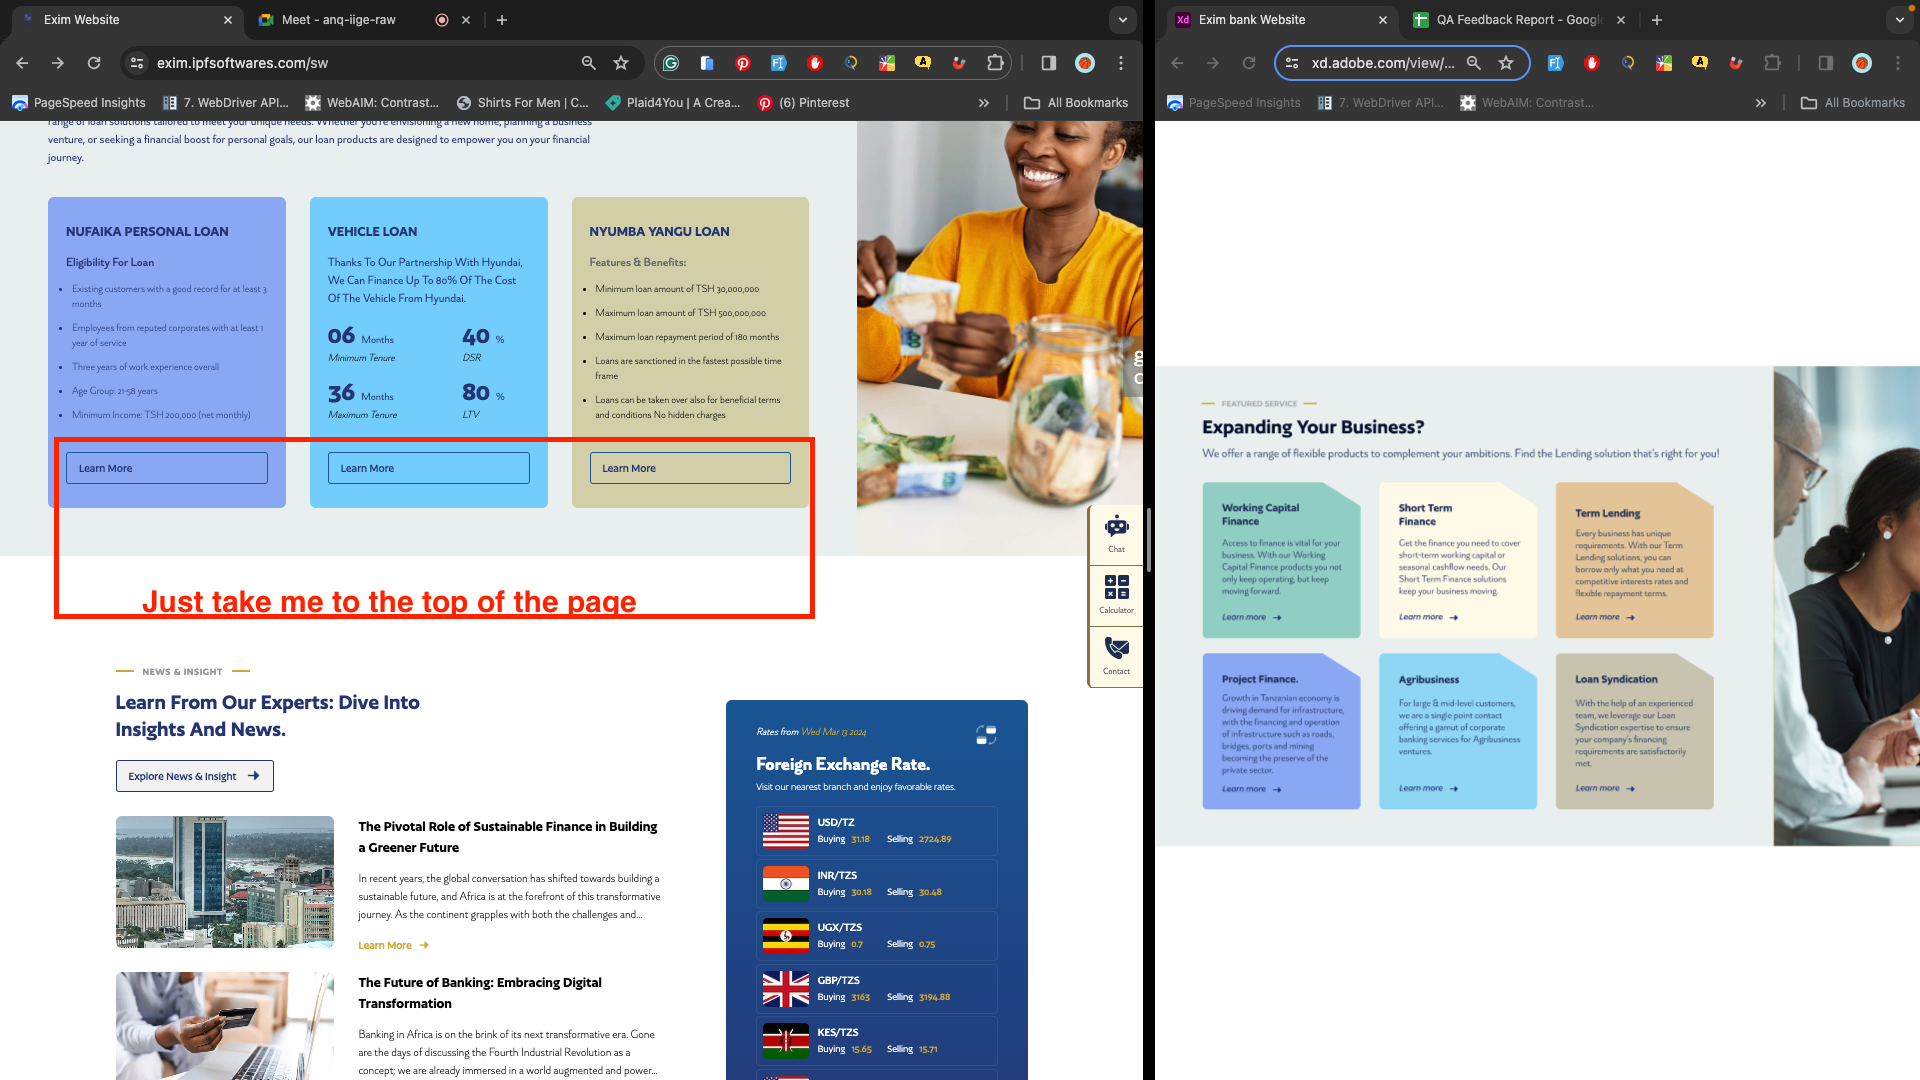 Exim Website
Meet - anq-iige-raw
exim.ipfsoftwares.com/sw
PageSpeed Insights
7. WebDriver API...
WebAIM: Contrast...
Shirts For Men | C...
Plaid4You | A Crea...
(6) Pinterest
All Bookmarks
range of loan solutions tailored to meet your unique needs. Whether you're envisioning a new home, planning a business
venture, or seeking a financial boost for personal goals, our loan products are designed to empower you on your financial
journey.
NUFAIKA PERSONAL LOAN
Eligibility For Loan
Existing customers with a good record for at least 3
months
Employees from reputed corporates with at least 1
year of service
Three years of work experience overall
Age Group: 21-58 years
Minimum Income: TSH 200,000 (net monthly)
Learn More
VEHICLE LOAN
Thanks To Our Partnership With Hyundai,
We Can Finance Up To 80% Of The Cost
Of The Vehicle From Hyundai.
06 Months
Minimum Tenure
40 %
DSR
36 Months
Maximum Tenure
80 %
LTV
Learn More
NYUMBA YANGU LOAN
Features & Benefits:
Minimum loan amount of TSH 30,000,000
Maximum loan amount of TSH 500,000,000
Maximum loan repayment period of 180 months
Loans are sanctioned in the fastest possible time
frame
Loans can be taken over also for beneficial terms
and conditions No hidden charges
Learn More
Just take me to the top of the page
Chat
Calculator
Contact
NEWS & INSIGHT
Learn From Our Experts: Dive Into
Insights And News.
Explore News & Insight
The Pivotal Role of Sustainable Finance in Building
a Greener Future
In recent years, the global conversation has shifted towards building a
sustainable future, and Africa is at the forefront of this transformative
journey. As the continent grapples with both the challenges and...
Learn More
The Future of Banking: Embracing Digital
Transformation
Banking in Africa is on the brink of its next transformative era. Gone
are the days of discussing the Fourth Industrial Revolution as a
concept; we are already immersed in a world augmented and power...
Rates from Wed Mar 13 2024
Foreign Exchange Rate.
Visit our nearest branch and enjoy favorable rates.
USD/TZ
Buying 31.18 Selling 2724.89
INR/TZS
Buying 30.18 Selling 30.48
UGX/TZS
Buying 0.7 Selling 0.75
GBP/TZS
Buying 3163 Selling 3194.88
KES/TZS
Buying 15.65 Selling 15.71
Xd
Exim bank Website
QA Feedback Report - Google
xd.adobe.com/view/...
PageSpeed Insights
7. WebDriver API...
WebAIM: Contrast...
All Bookmarks
FEATURED SERVICE
Expanding Your Business?
We offer a range of flexible products to complement your ambitions. Find the Lending solution that's right for you!
Working Capital
Finance
Access to finance is vital for your
business. With our Working
Capital Finance products you not
only keep operating, but keep
moving forward.
Learn more
Short Term
Finance
Get the finance you need to cover
short-term working capital or
seasonal cashflow needs. Our
Short Term Finance solutions
keep your business moving.
Learn more
Term Lending
Every business has unique
requirements. With our Term
Lending solutions, you can
borrow only what you need at
competitive interests rates and
flexible repayment terms.
Learn more
Project Finance.
Growth in Tanzanian economy is
driving demand for infrastructure,
with the financing and operation
of infrastructure such as roads,
bridges, ports and mining
becoming the preserve of the
private sector.
Learn more
Agribusiness
For large & mid-level customers,
we are a single point contact
offering a gamut of corporate
banking services for Agribusiness
ventures.
Learn more
Loan Syndication
With the help of an experienced
team, we leverage our Loan
Syndication expertise to ensure
your company's financing
requirements are satisfactorily
met.
Learn more